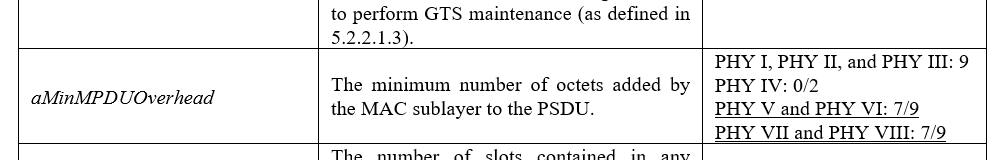 to perform GTS maintenance (as defined in
5.2.2.1.3).
aMinMPDUOverhead
The minimum number of octets added by
the MAC sublayer to the PSDU.
PHY I, PHY II, and PHY III: 9
PHY IV: 0/2
PHY V and PHY VI: 7/9
PHY VII and PHY VIII: 7/9
The number of slots contained in any